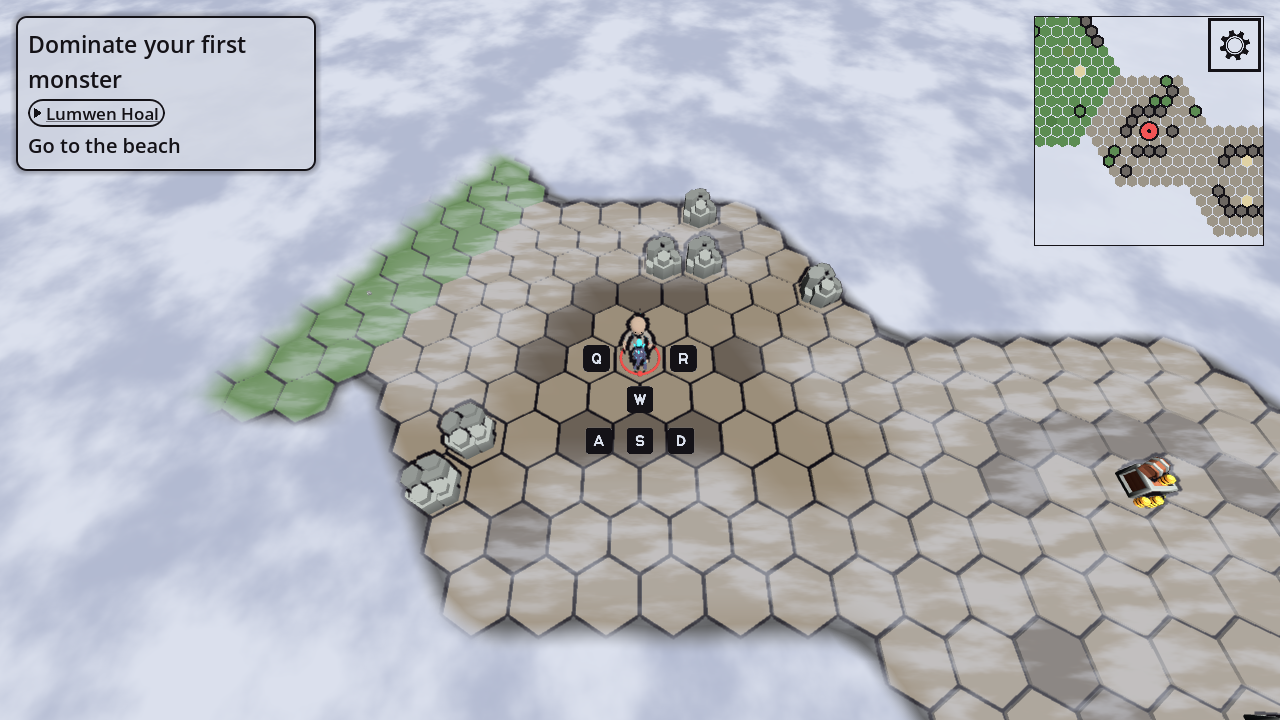 Dominate your first
monster
Lumwen Hoal
Go to the beach
Q R
W
A S D